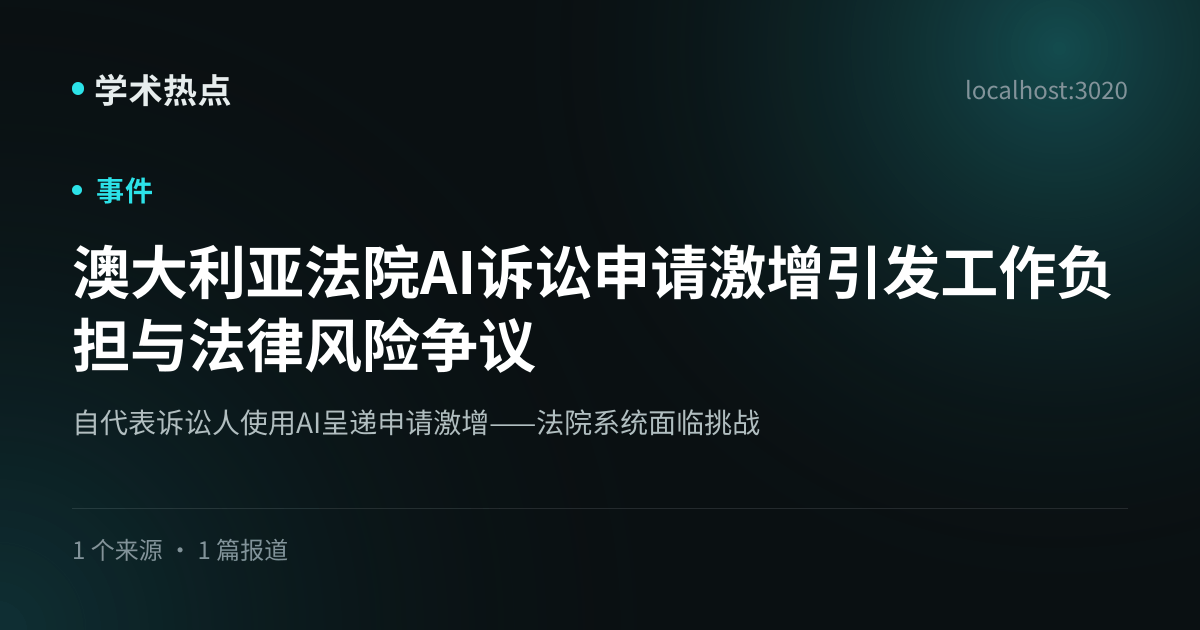 学术热点
localhost:3020
事件
澳大利亚法院AI诉讼申请激增引发工作负
担与法律风险争议
自代表诉讼人使用AI呈递申请激增——法院系统面临挑战
1 个来源 · 1 篇报道